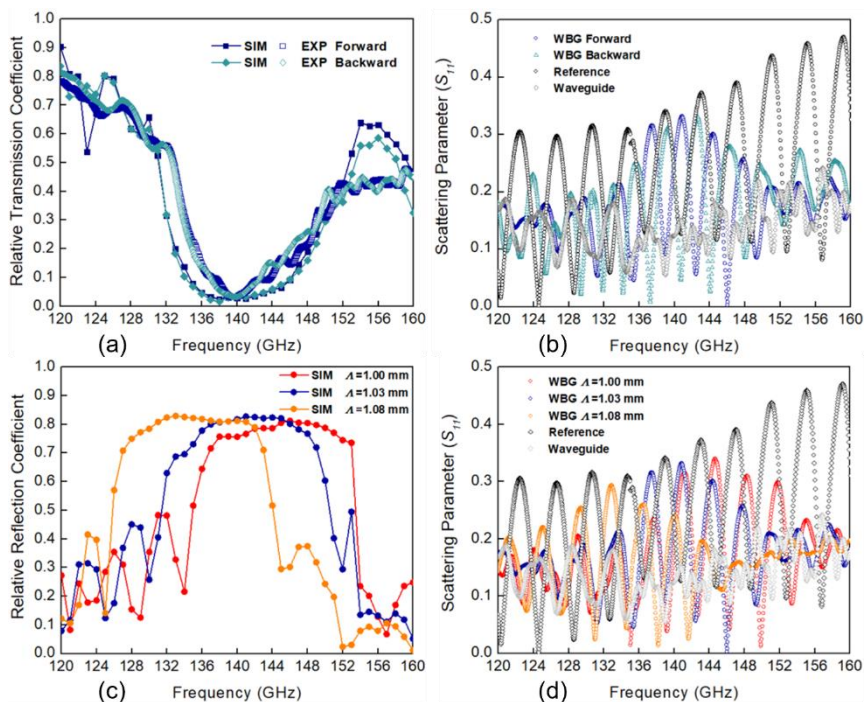 Relative Transmission Coefficient
1.0
0.9
0.8
0.7
0.6
0.5
0.4
0.3
0.2
0.1
0.0
SIM EXP Forward
SIM EXP Backward
120 124 128 132 136 140 144 148 152 156 160
(a) Frequency (GHz)
Scattering Parameter (S11)
0.5
0.4
0.3
0.2
0.1
0.0
WBG Forward
WBG Backward
Reference
Waveguide
120 124 128 132 136 140 144 148 152 156 160
(b) Frequency (GHz)
Relative Reflection Coefficient
1.0
0.9
0.8
0.7
0.6
0.5
0.4
0.3
0.2
0.1
0.0
SIM Λ=1.00 mm
SIM Λ=1.03 mm
SIM Λ=1.08 mm
120 124 128 132 136 140 144 148 152 156 160
(c) Frequency (GHz)
Scattering Parameter (S11)
0.5
0.4
0.3
0.2
0.1
0.0
WBG Λ=1.00 mm
WBG Λ=1.03 mm
WBG Λ=1.08 mm
Reference
Waveguide
120 124 128 132 136 140 144 148 152 156 160
(d) Frequency (GHz)